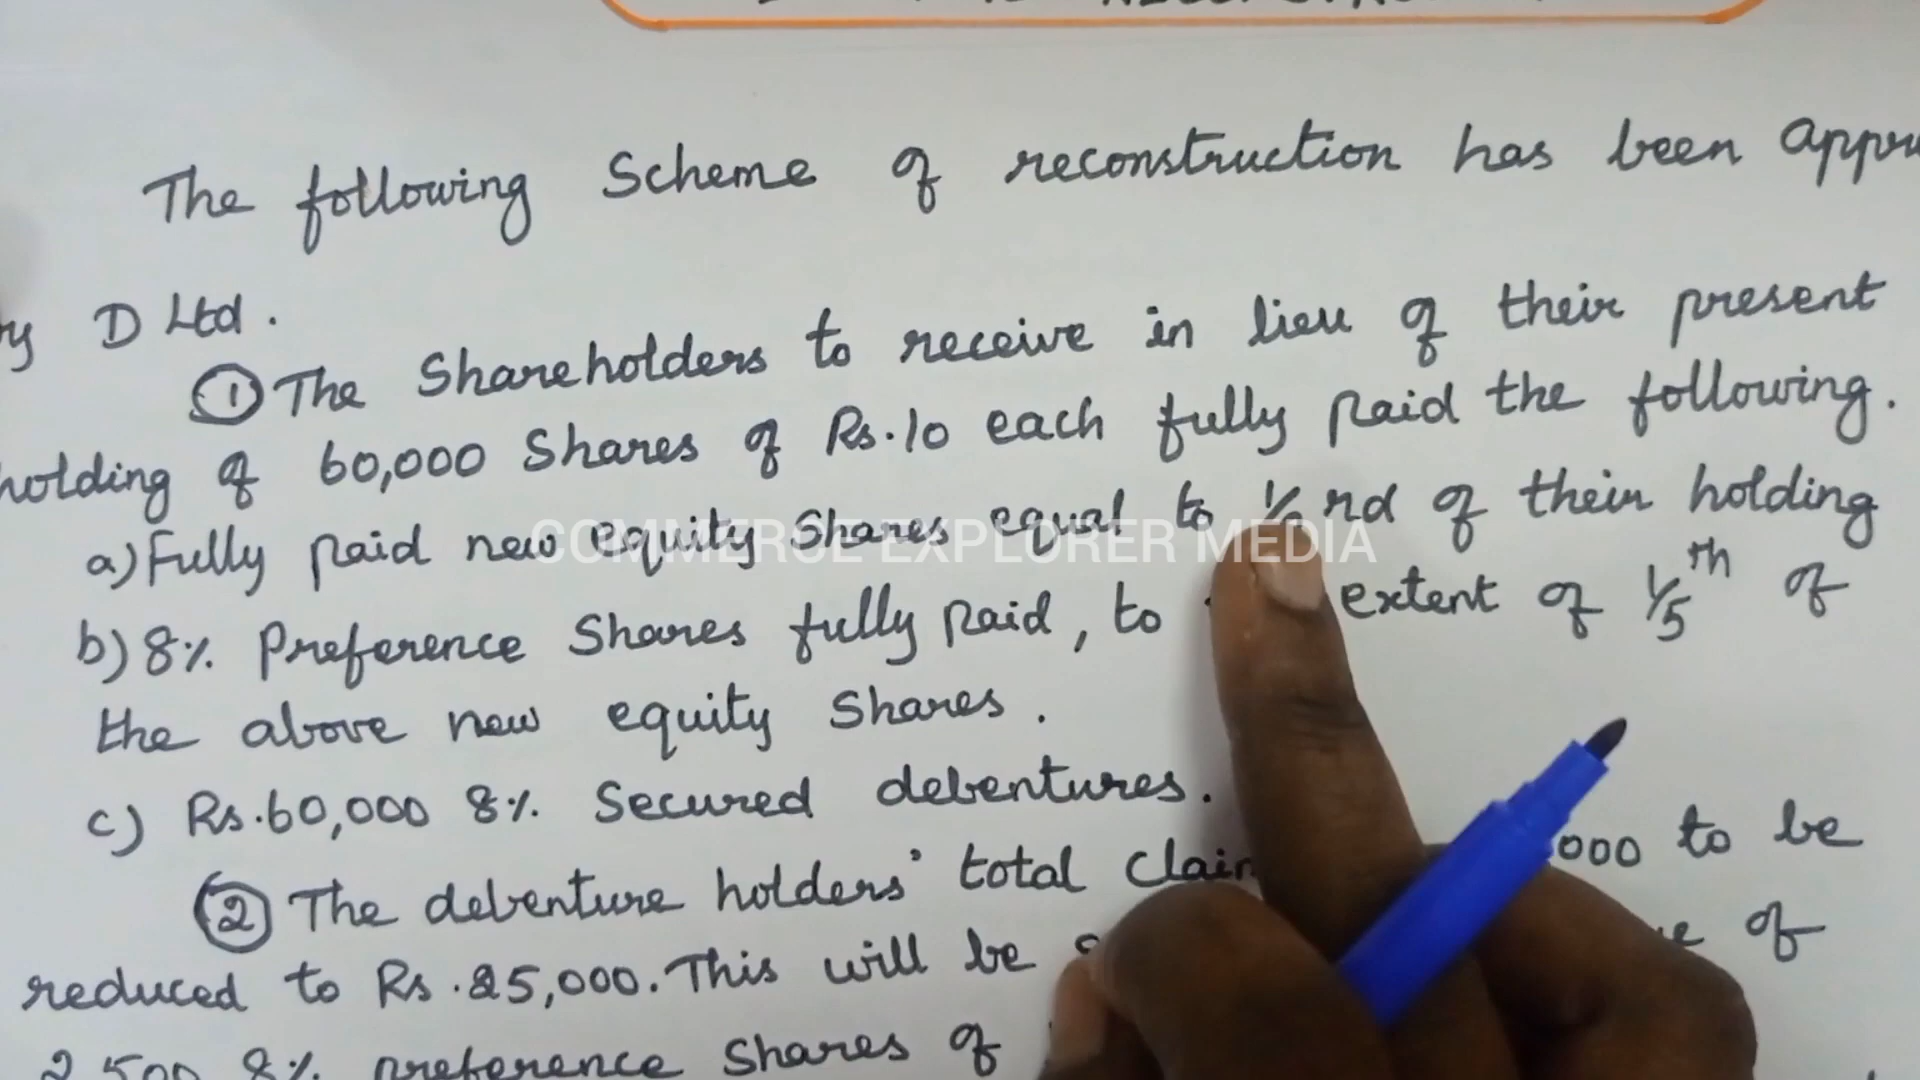 The following Scheme of reconstruction has been
D Ltd.
① The Shareholders to receive in lieu of their present
holding of 60,000 Shares of Rs.10 each fully paid the following.
a) Fully paid new equity Shares equal to rd of their holding
b) 8% Preference Shares fully paid, to extent of 1/5th of
the above new equity Shares.
c) Rs.60,000 8% Secured debentures.
② The debenture holders' total 000 to be
reduced to Rs.25,000. This will be of
2,500 8% preference Shares of
COMMERCE EXPLORER MEDIA